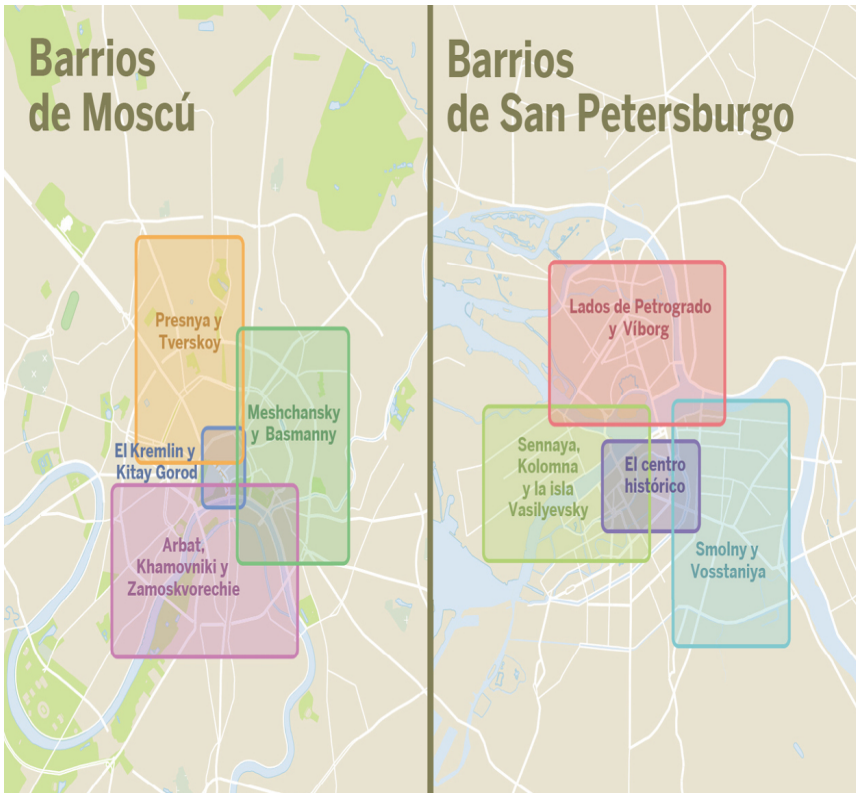 Barrios
de Moscú
Presnya y
Tverskoy
Meshchansky
y Basmanny
El Kremlin y
Kitay Gorod
Arbat,
Khamovniki y
Zamoskvorechie
Barrios
de San Petersburgo
Lados de Petrogrado
y Víborg
Sennaya,
Kolomna
y la isla
Vasilyevsky
El centro
histórico
Smolny y
Vosstaniya